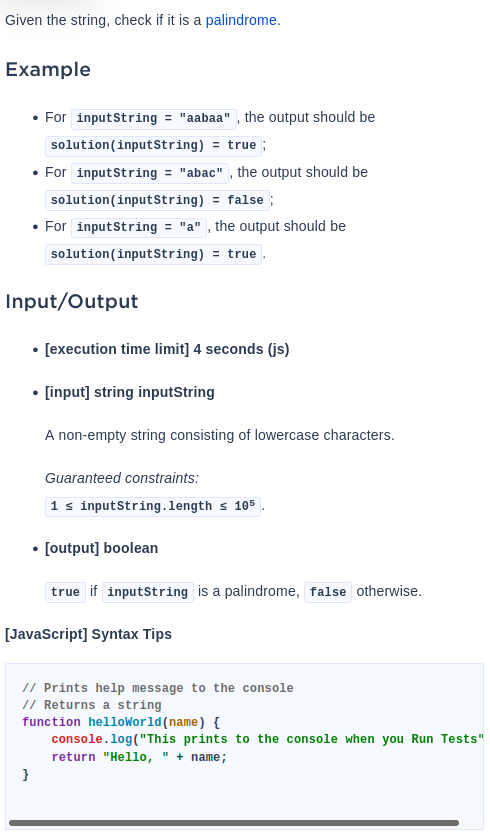 Given the string, check if it is a palindrome.
Example
• For inputString = "aabaa", the output should be
solution(inputString) = true;
• For inputString = "abac", the output should be
solution(inputString) = false;
• For inputString = "a", the output should be
solution(inputString) = true.
Input/Output
• [execution time limit] 4 seconds (js)
• [input] string inputString
A non-empty string consisting of lowercase characters.
Guaranteed constraints:
1 ≤ inputString.length ≤ 10⁵.
• [output] boolean
true if inputString is a palindrome, false otherwise.
[JavaScript] Syntax Tips
// Prints help message to the console
// Returns a string
function helloWorld(name) {
    console.log("This prints to the console when you Run Tests"
    return "Hello, " + name;
}